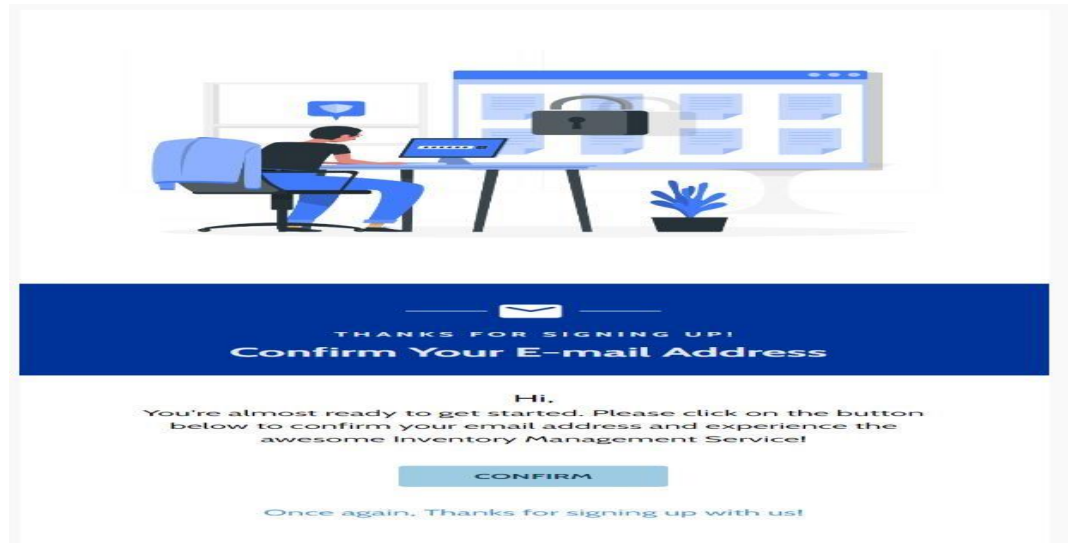 THANKS FOR SIGNING UP!
Confirm Your E-mail Address
Hi,
You're almost ready to get started. Please click on the button
below to confirm your email address and experience the
awesome Inventory Management Service!
CONFIRM
Once again, Thanks for signing up with us!